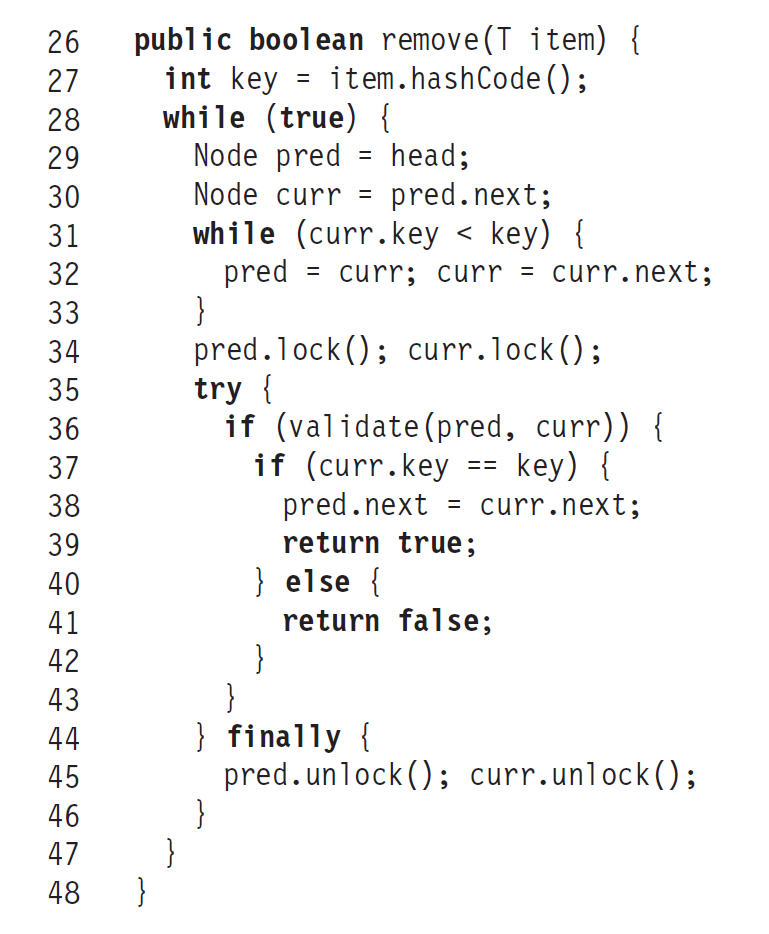 26 public boolean remove(T item) {
27 int key = item.hashCode();
28 while (true) {
29 Node pred = head;
30 Node curr = pred.next;
31 while (curr.key < key) {
32 pred = curr; curr = curr.next;
33 }
34 pred.lock(); curr.lock();
35 try {
36 if (validate(pred, curr)) {
37 if (curr.key == key) {
38 pred.next = curr.next;
39 return true;
40 } else {
41 return false;
42 }
43 }
44 } finally {
45 pred.unlock(); curr.unlock();
46 }
47 }
48 }